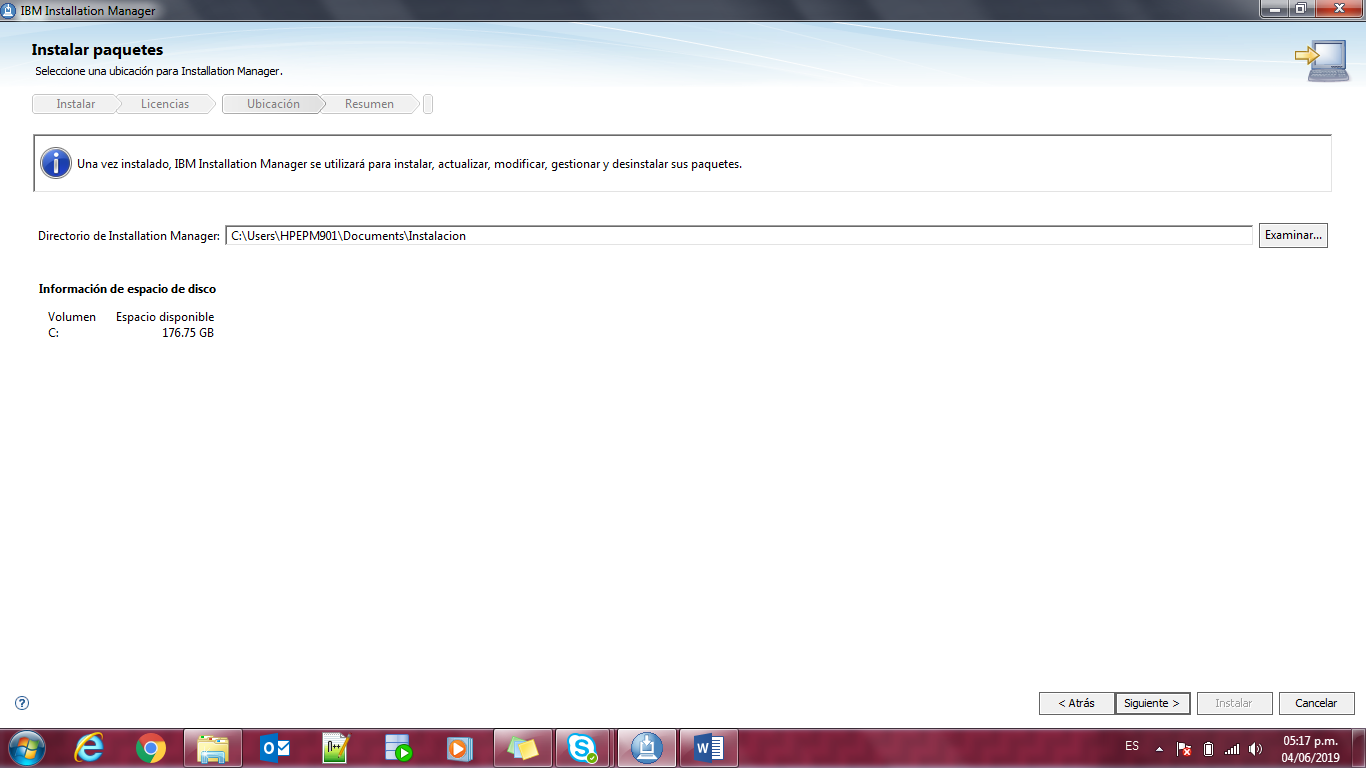 IBM Installation Manager
Instalar paquetes
Seleccione una ubicación para Installation Manager.
Instalar Licencias Ubicación Resumen
Una vez instalado, IBM Installation Manager se utilizará para instalar, actualizar, modificar, gestionar y desinstalar sus paquetes.
Directorio de Installation Manager: C:\Users\HPEPM901\Documents\Instalacion Examinar...
Información de espacio de disco
Volumen Espacio disponible
C: 176.75 GB
< Atrás Siguiente > Instalar Cancelar
ES 05:17 p.m.
04/06/2019